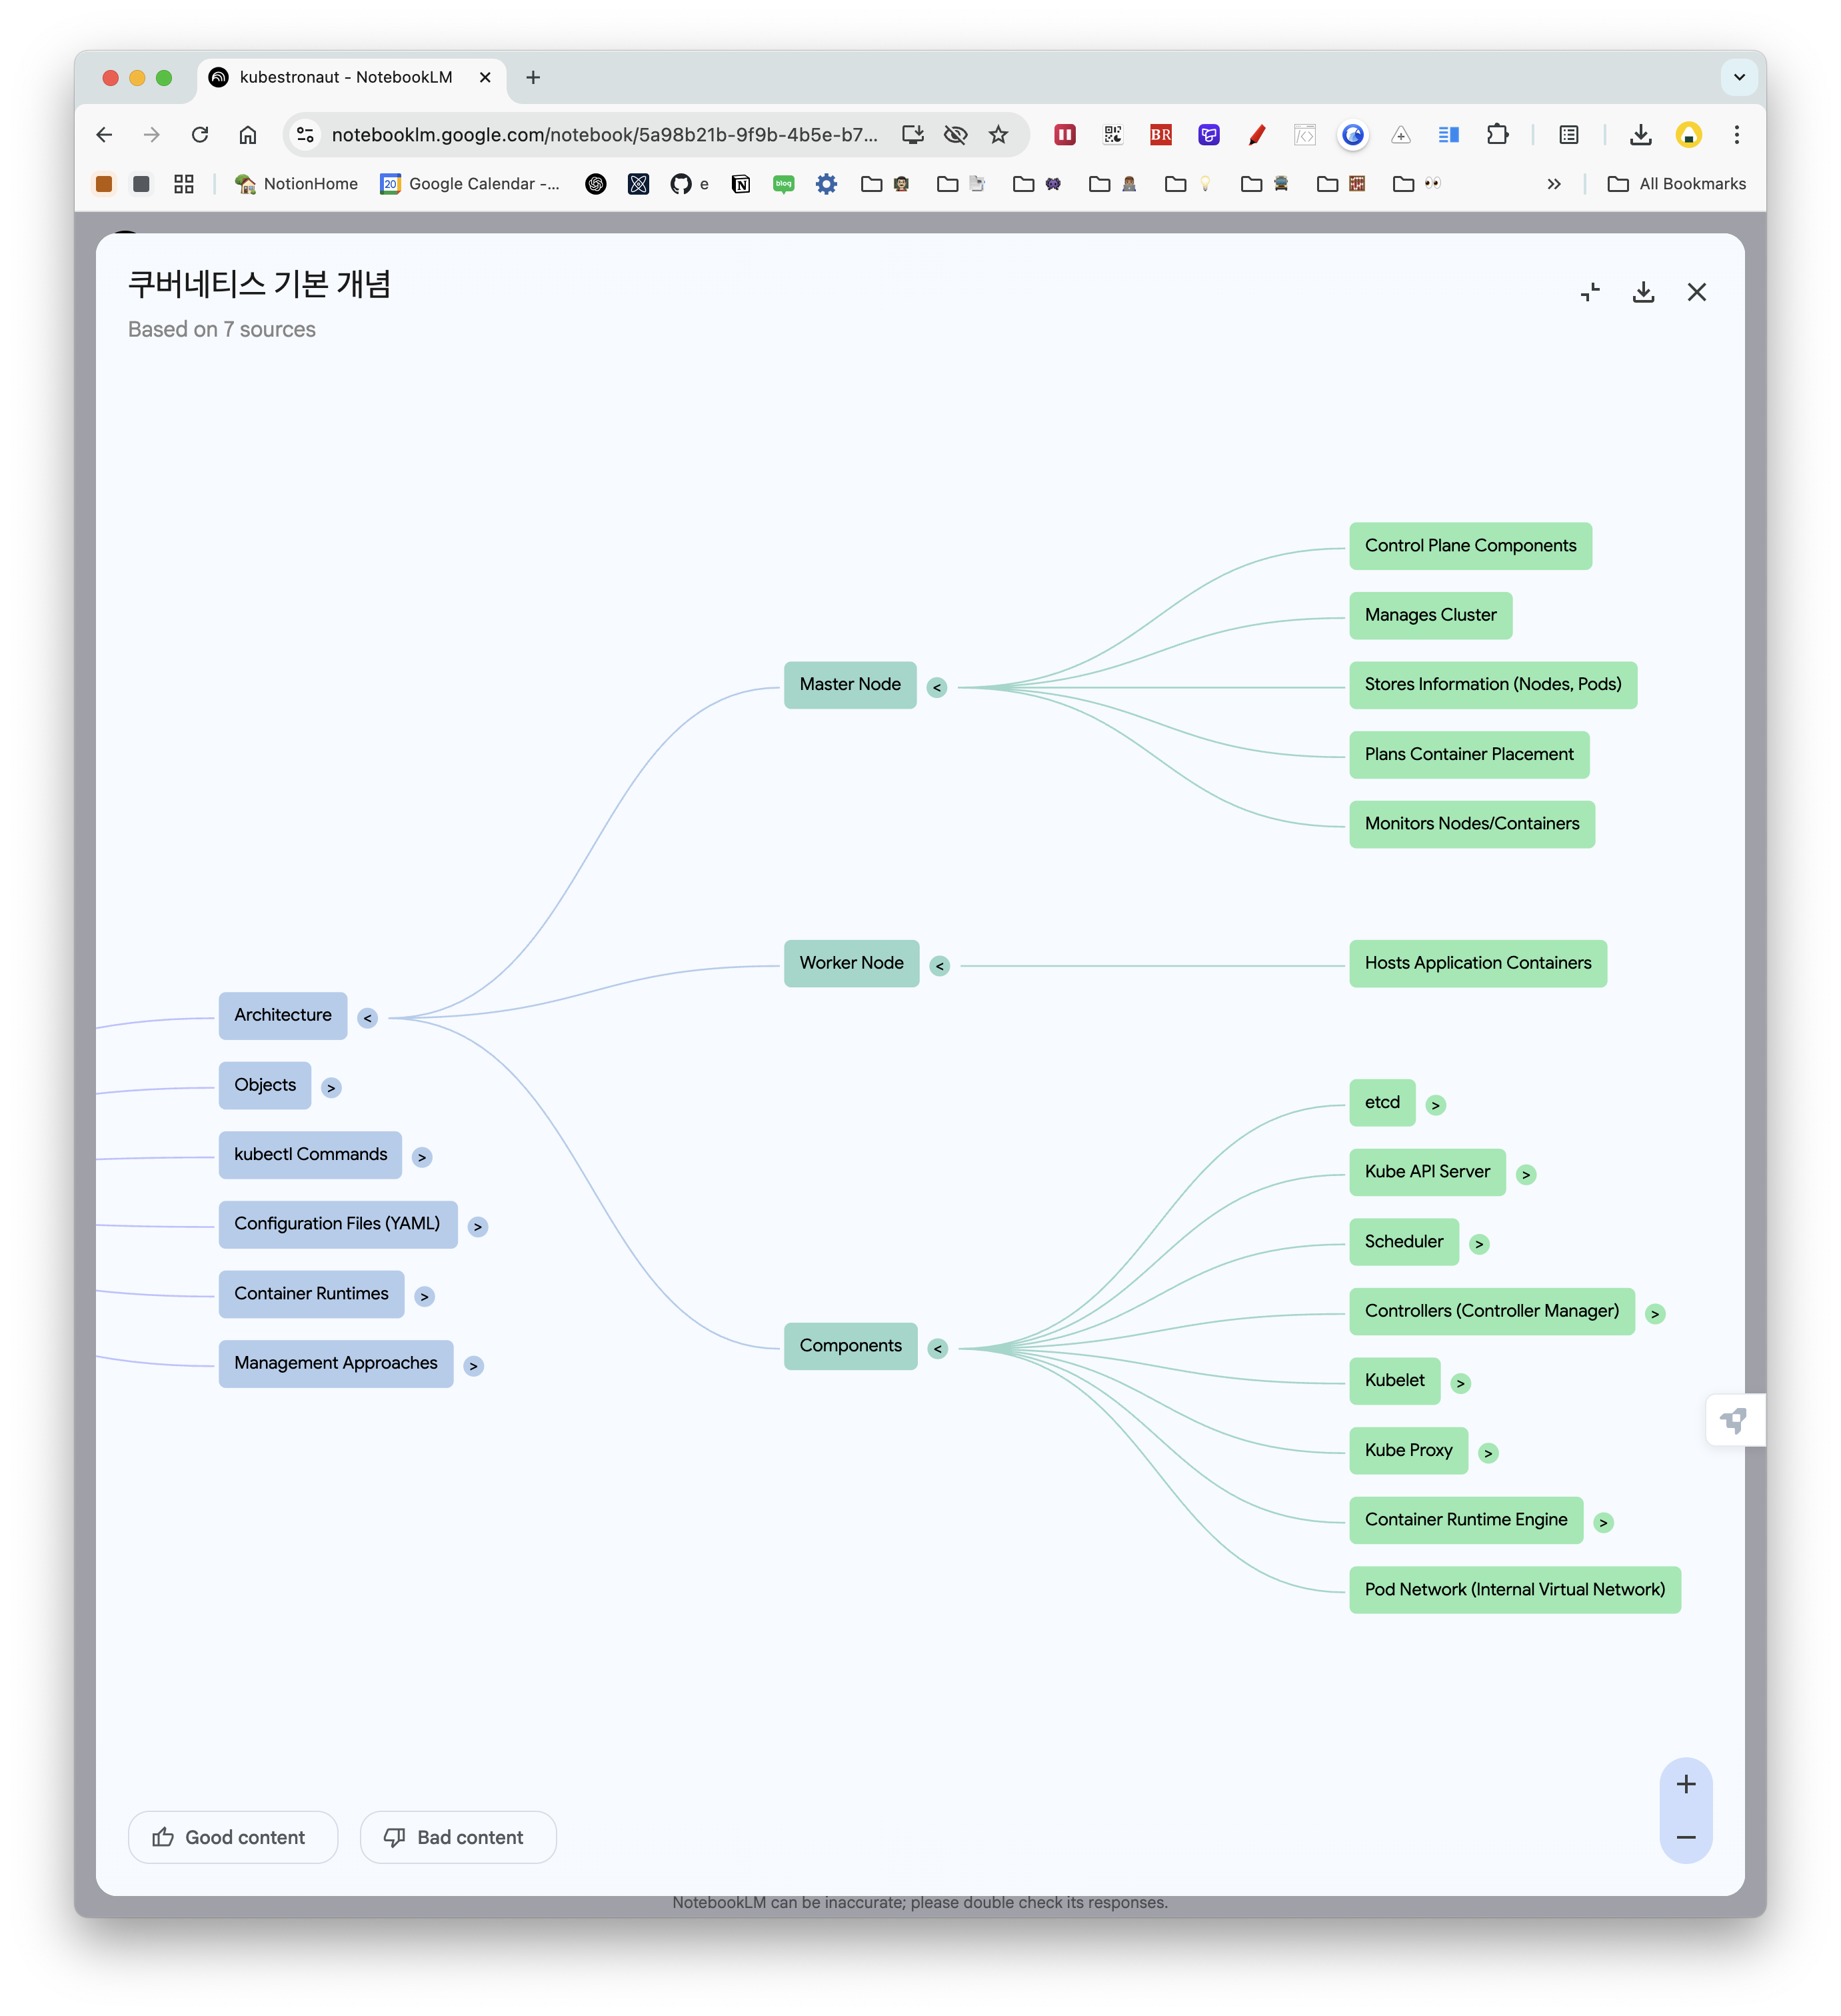 kubestronaut - NotebookLM
notebooklm.google.com/notebook/5a98b21b-9f9b-4b5e-b7...
BR
NotionHome
20
Google Calendar -...
e
blog
All Bookmarks
쿠버네티스 기본 개념
Based on 7 sources
Control Plane Components
Manages Cluster
Master Node <
Stores Information (Nodes, Pods)
Plans Container Placement
Monitors Nodes/Containers
Worker Node <
Hosts Application Containers
Architecture <
Objects >
kubectl Commands >
Configuration Files (YAML) >
Container Runtimes >
Management Approaches >
Components <
etcd >
Kube API Server >
Scheduler >
Controllers (Controller Manager) >
Kubelet >
Kube Proxy >
Container Runtime Engine >
Pod Network (Internal Virtual Network)
Good content
Bad content
NotebookLM can be inaccurate; please double check its responses.